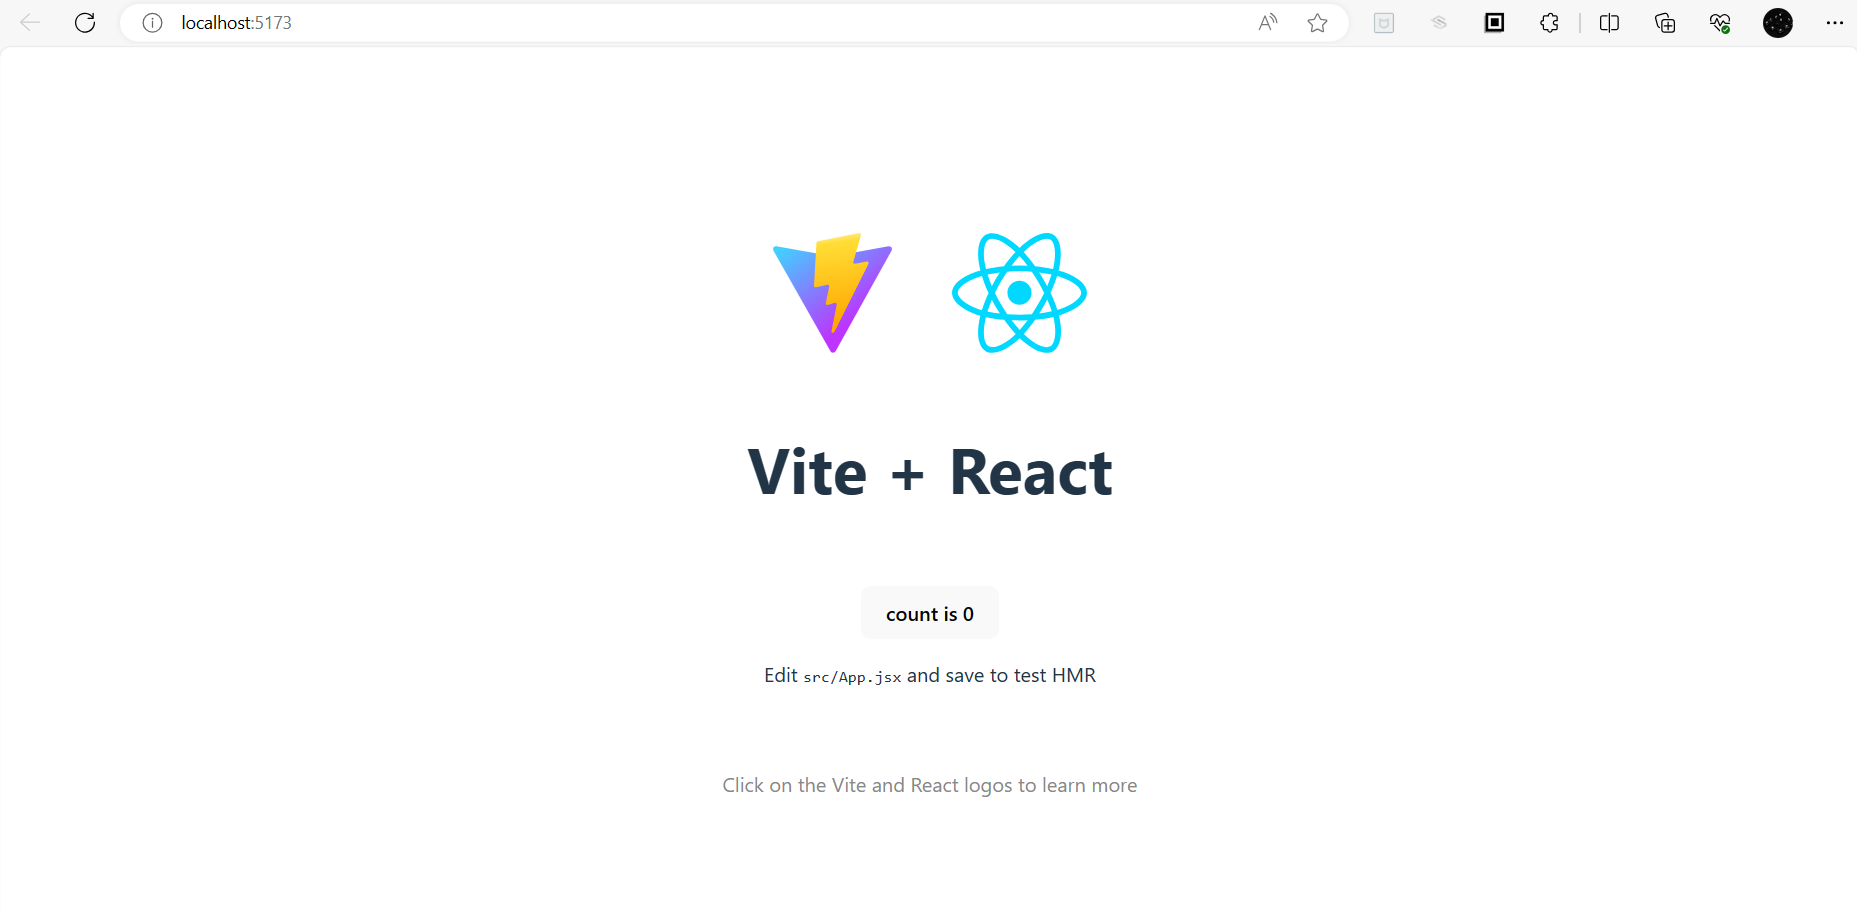 localhost:5173
Vite + React
count is 0
Edit src/App.jsx and save to test HMR
Click on the Vite and React logos to learn more